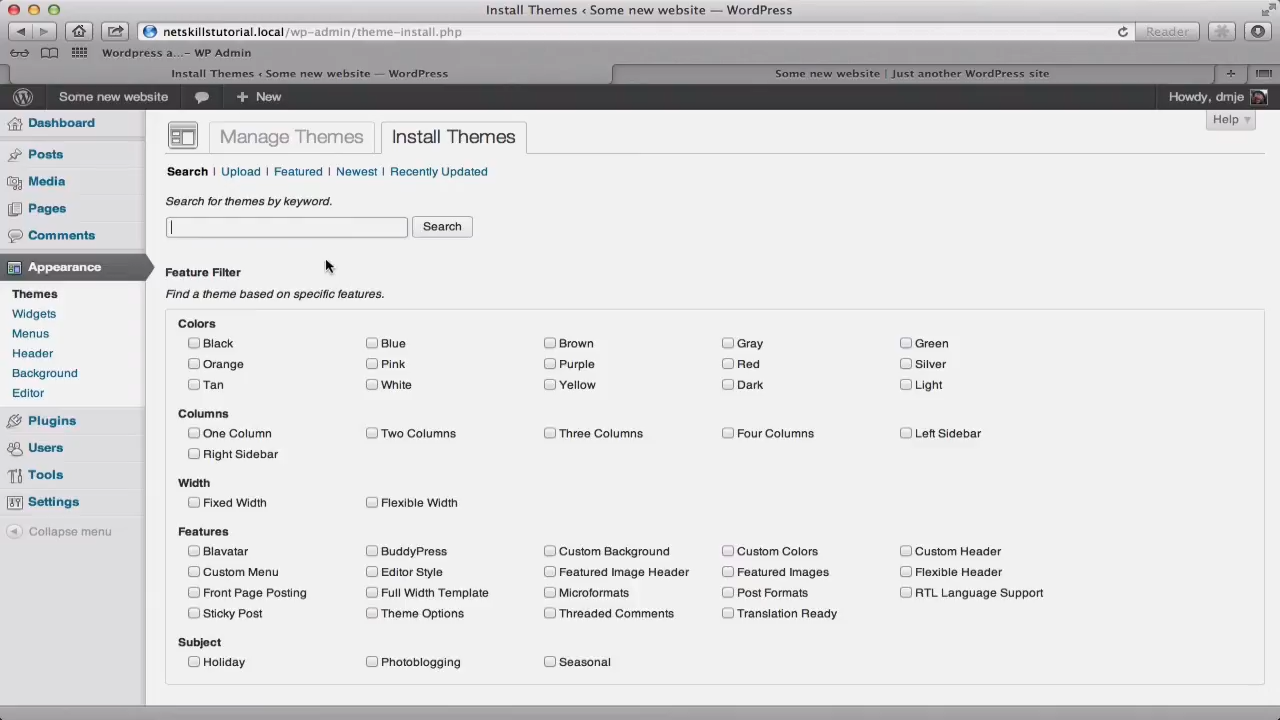 Install Themes ‹ Some new website — WordPress
netskillstutorial.local/wp-admin/theme-install.php
Reader
Wordpress a...– WP Admin
Install Themes ‹ Some new website — WordPress
Some new website | Just another WordPress site
Some new website
+ New
Howdy, dmje
Dashboard
Posts
Media
Pages
Comments
Appearance
Themes
Widgets
Menus
Header
Background
Editor
Plugins
Users
Tools
Settings
Collapse menu
Help
Manage Themes
Install Themes
Search | Upload | Featured | Newest | Recently Updated
Search for themes by keyword.
Search
Feature Filter
Find a theme based on specific features.
Colors
Black Blue Brown Gray Green
Orange Pink Purple Red Silver
Tan White Yellow Dark Light
Columns
One Column Two Columns Three Columns Four Columns Left Sidebar
Right Sidebar
Width
Fixed Width Flexible Width
Features
Blavatar BuddyPress Custom Background Custom Colors Custom Header
Custom Menu Editor Style Featured Image Header Featured Images Flexible Header
Front Page Posting Full Width Template Microformats Post Formats RTL Language Support
Sticky Post Theme Options Threaded Comments Translation Ready
Subject
Holiday Photoblogging Seasonal